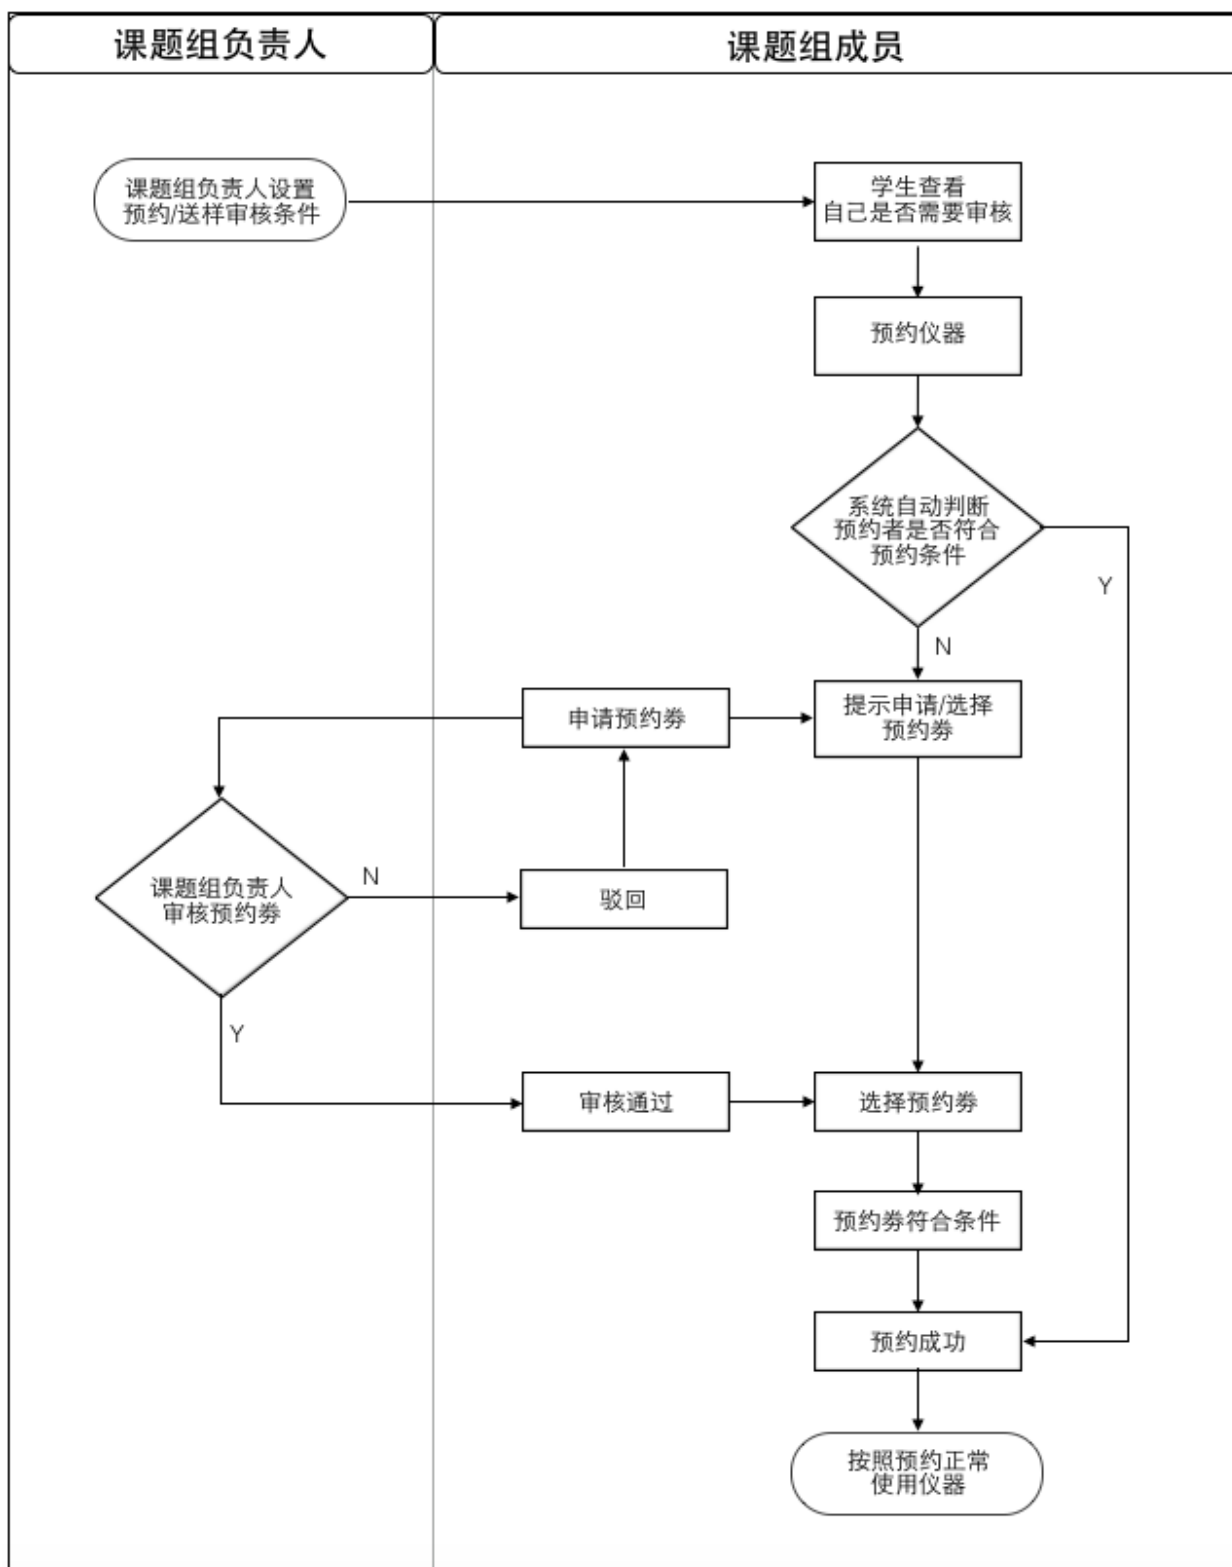 课题组负责人
课题组成员
课题组负责人设置
预约/送样审核条件
学生查看
自己是否需要审核
预约仪器
系统自动判断
预约者是否符合
预约条件
Y
N
申请预约劵
提示申请/选择
预约劵
课题组负责人
审核预约劵
N
驳回
Y
审核通过
选择预约劵
预约劵符合条件
预约成功
按照预约正常
使用仪器